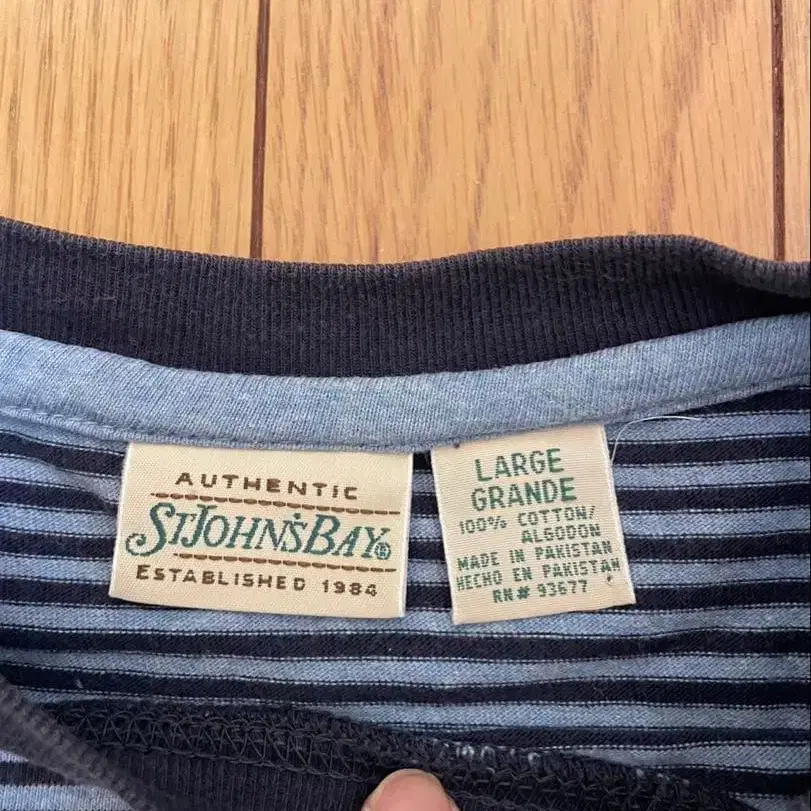 AUTHENTIC
ST. JOHN'S BAY®
ESTABLISHED 1984
LARGE
GRANDE
100% COTTON/
ALGODON
MADE IN PAKISTAN
HECHO EN PAKISTAN
RN# 93677